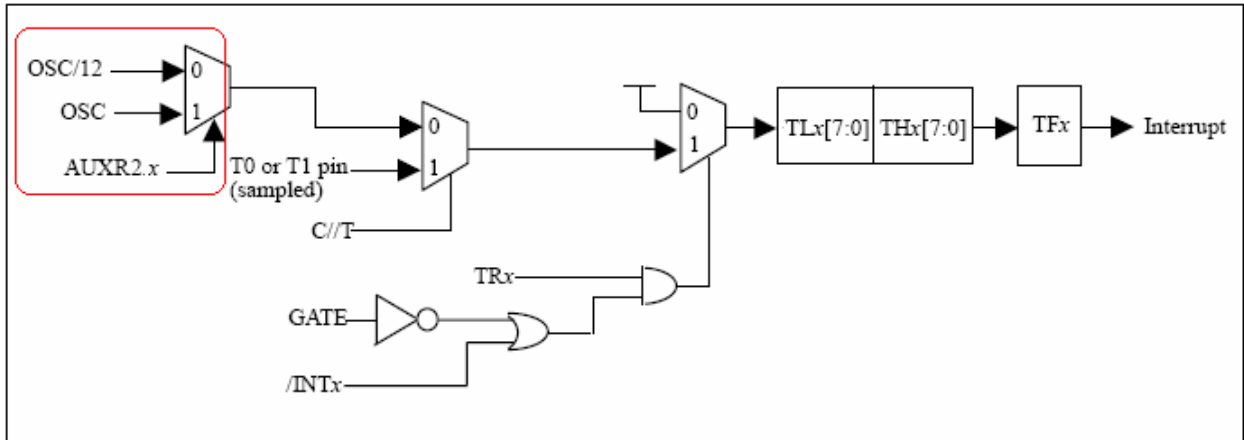 OSC/12
0
OSC
1
AUXR2.x
0
T0 or T1 pin
1
(sampled)
C//T
0
1
TLx[7:0]
THx[7:0]
TFx
Interrupt
TRx
GATE
/INTx